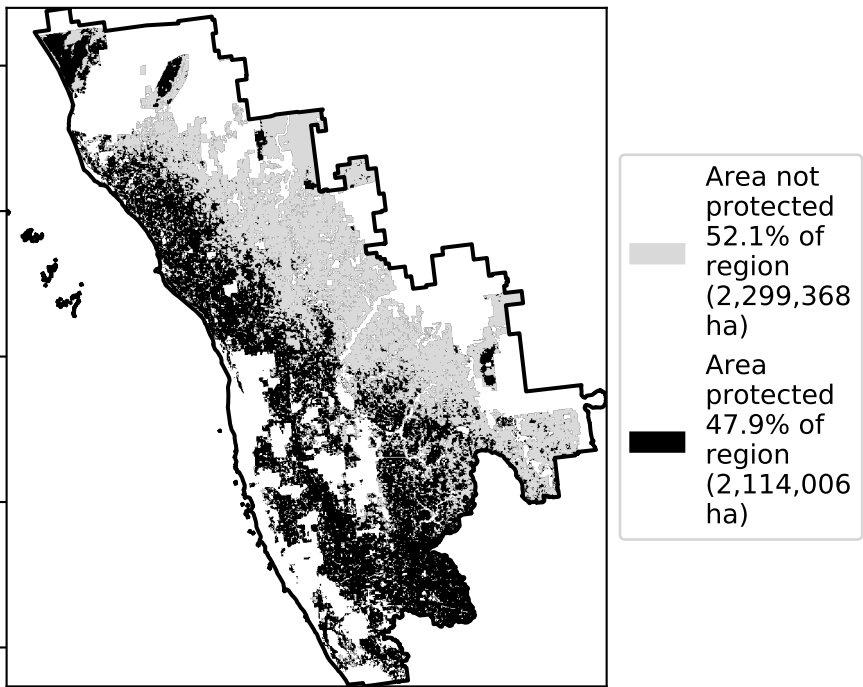 Area not
protected
52.1% of
region
(2,299,368
ha)
Area
protected
47.9% of
region
(2,114,006
ha)